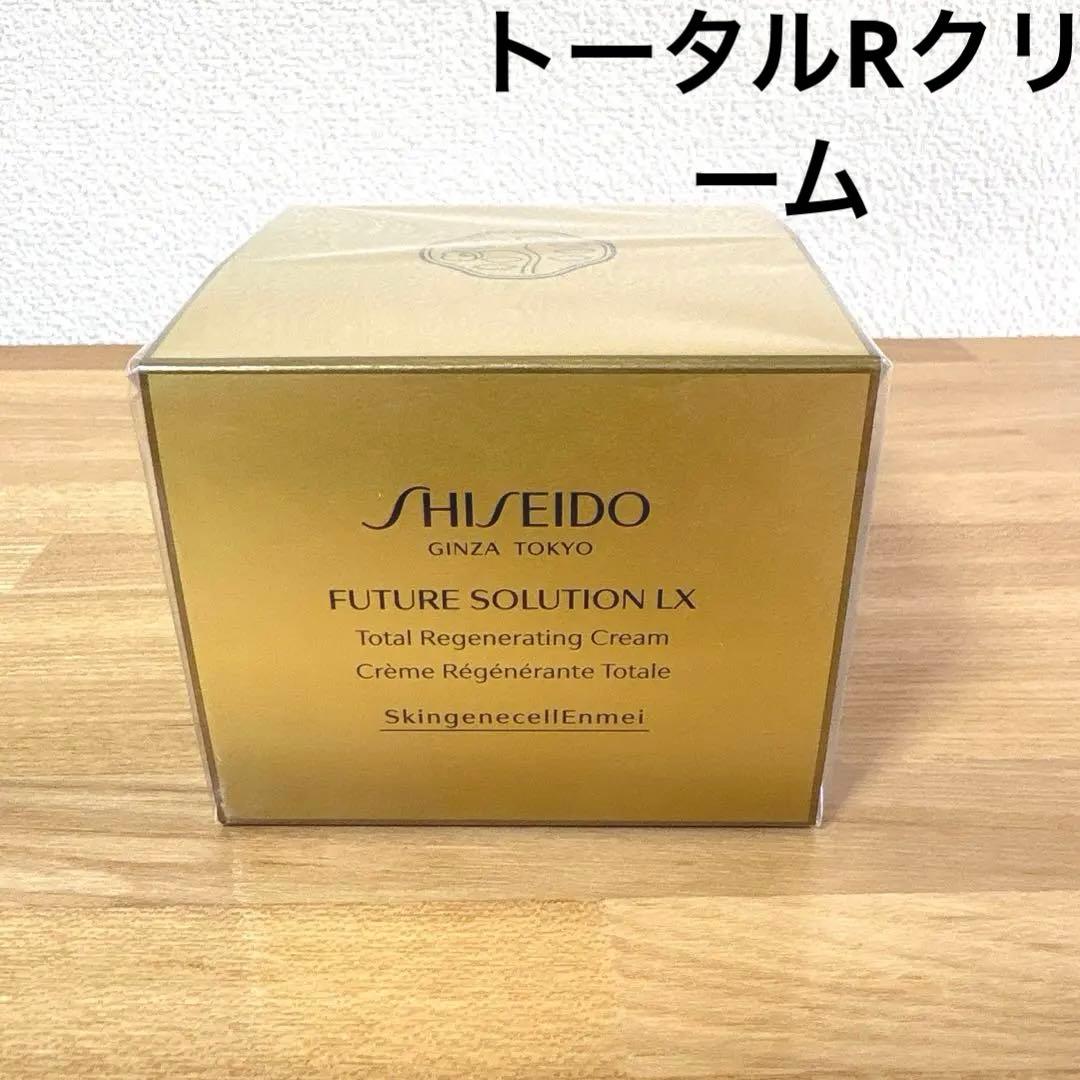 トータルRクリ
ーム
SHISEIDO
GINZA TOKYO
FUTURE SOLUTION LX
Total Regenerating Cream
Crème Régénérante Totale
SkingenecellEnmei